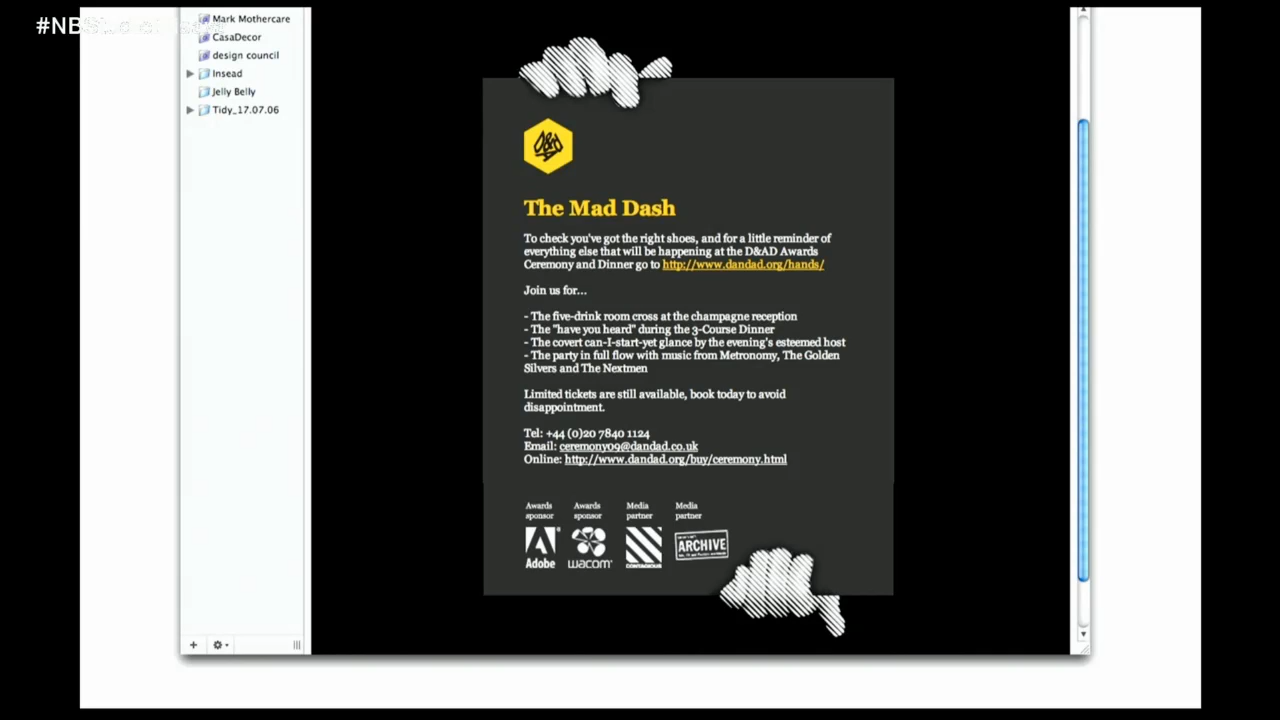 #NB
Mark Mothercare
CasaDecor
design council
Insead
Jelly Belly
Tidy_17.07.06
D&AD
The Mad Dash
To check you've got the right shoes, and for a little reminder of
everything else that will be happening at the D&AD Awards
Ceremony and Dinner go to http://www.dandad.org/hands/
Join us for...
- The five-drink room cross at the champagne reception
- The "have you heard" during the 3-Course Dinner
- The covert can-I-start-yet glance by the evening's esteemed host
- The party in full flow with music from Metronomy, The Golden
Silvers and The Nextmen
Limited tickets are still available, book today to avoid
disappointment.
Tel: +44 (0)20 7840 1124
Email: ceremony09@dandad.co.uk
Online: http://www.dandad.org/buy/ceremony.html
Awards sponsor
Awards sponsor
Media partner
Media partner
Adobe
wacom
CONTAGIOUS
ARCHIVE